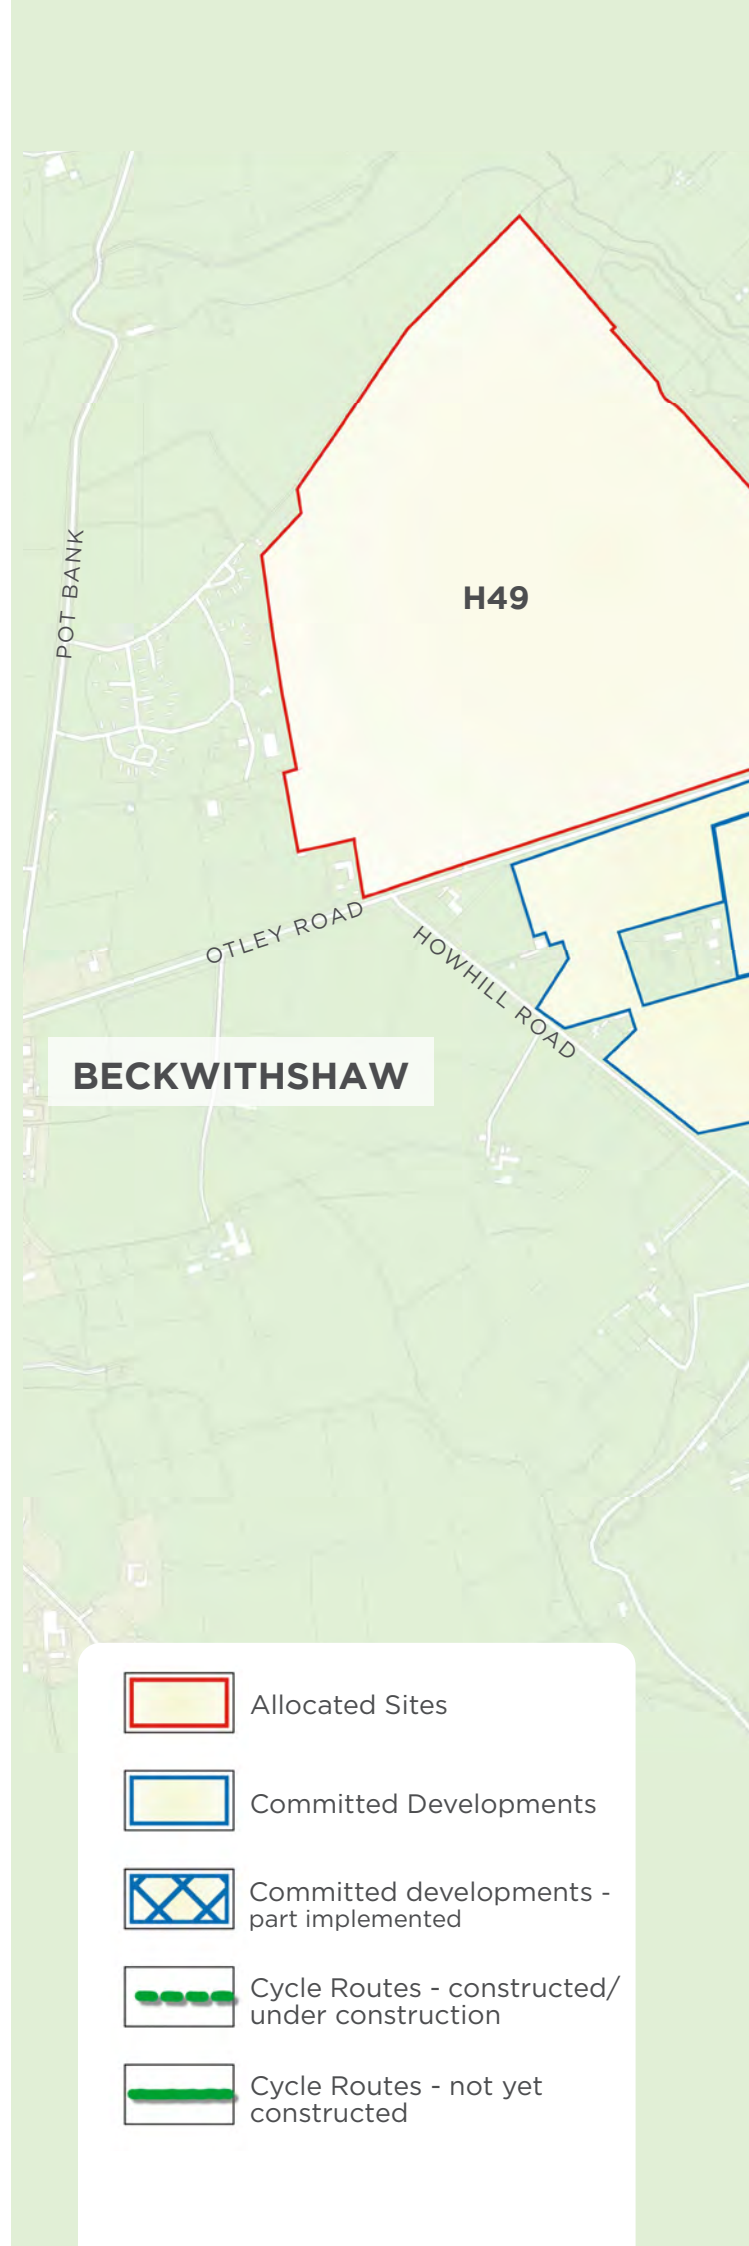 H49
POT BANK
OTLEY ROAD
HOWHILL ROAD
BECKWITHSHAW
Allocated Sites
Committed Developments
Committed developments -
part implemented
Cycle Routes - constructed/
under construction
Cycle Routes - not yet
constructed